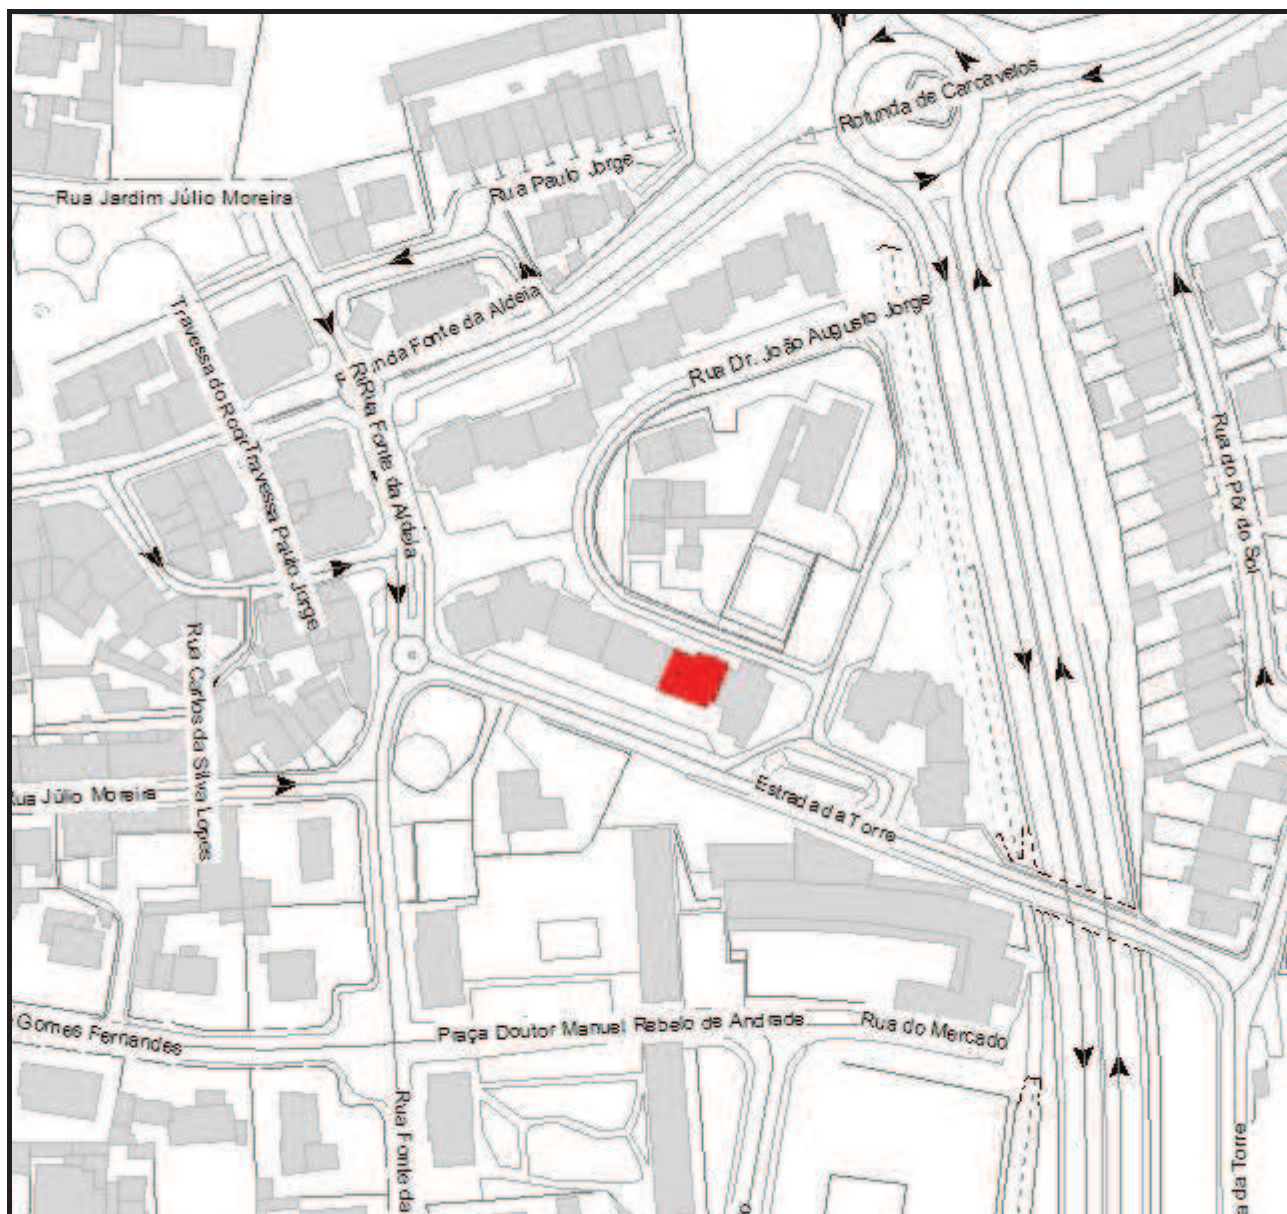 Rotunda de Carcavelos
Rua Paulo Jorge
Rua Jardim Júlio Moreira
Fonte da Aldeia
Rua Dr. João Augusto Jorge
Travessa do
Rua Fonte da Aldeia
Travessa Paulo Jorge
Rua do Pôr do Sol
Rua Carlos da Silva Lopes
Rua Júlio Moreira
Estrada da Torre
Gomes Fernandes
Praça Doutor Manuel Rebelo de Andrade
Rua do Mercado
Rua Fonte da
da Torre